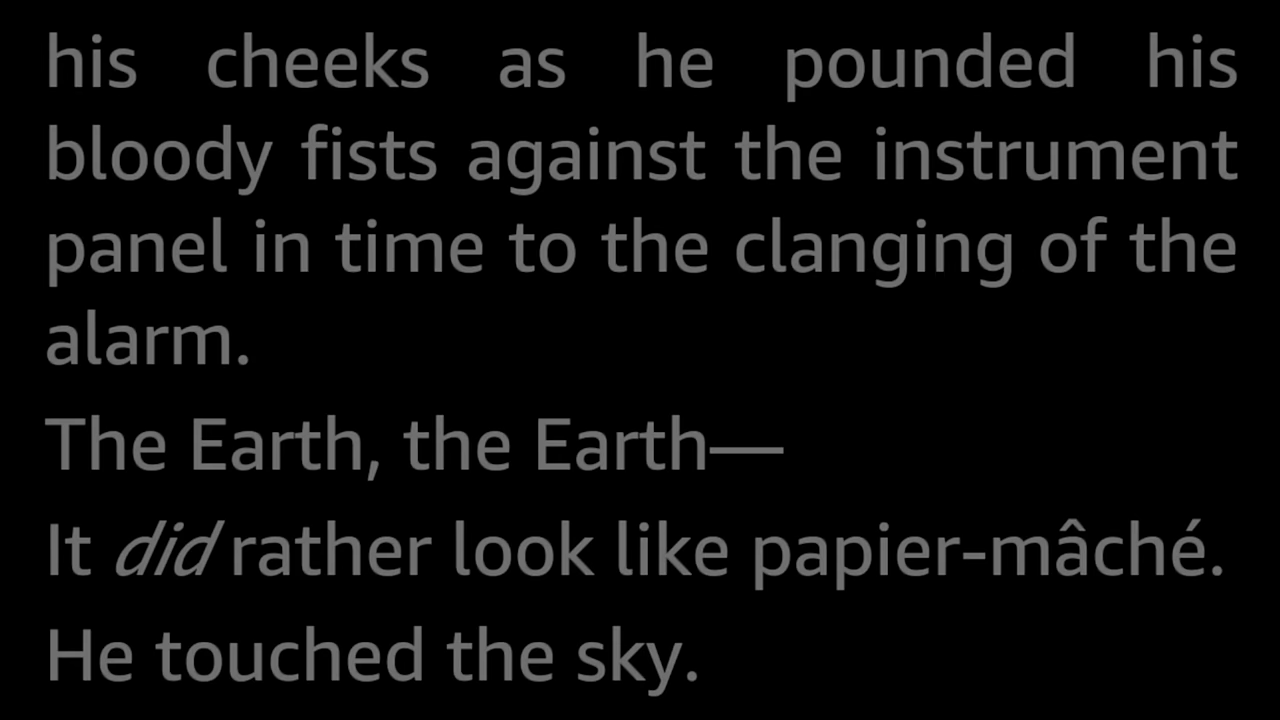 his cheeks as he pounded his
bloody fists against the instrument
panel in time to the clanging of the
alarm.
The Earth, the Earth—
It did rather look like papier-mâché.
He touched the sky.